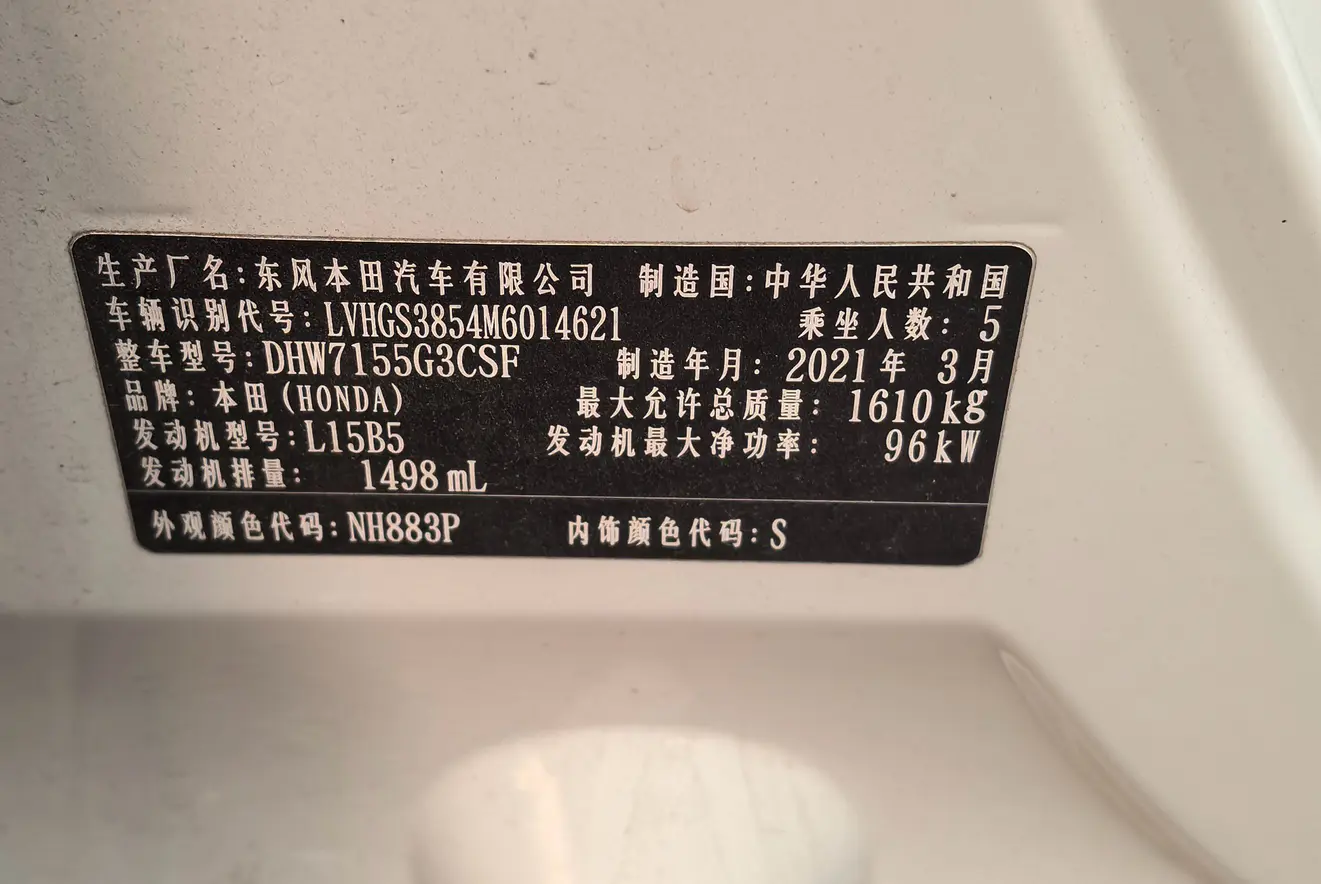 生产厂名:东风本田汽车有限公司 制造国:中华人民共和国
车辆识别代号:LVHGS3854M6014621 乘坐人数: 5
整车型号:DHW7155G3CSF 制造年月: 2021年 3月
品牌: 本田(HONDA) 最大允许总质量: 1610kg
发动机型号:L15B5 发动机最大净功率: 96kW
发动机排量: 1498 mL
外观颜色代码:NH883P 内饰颜色代码:S